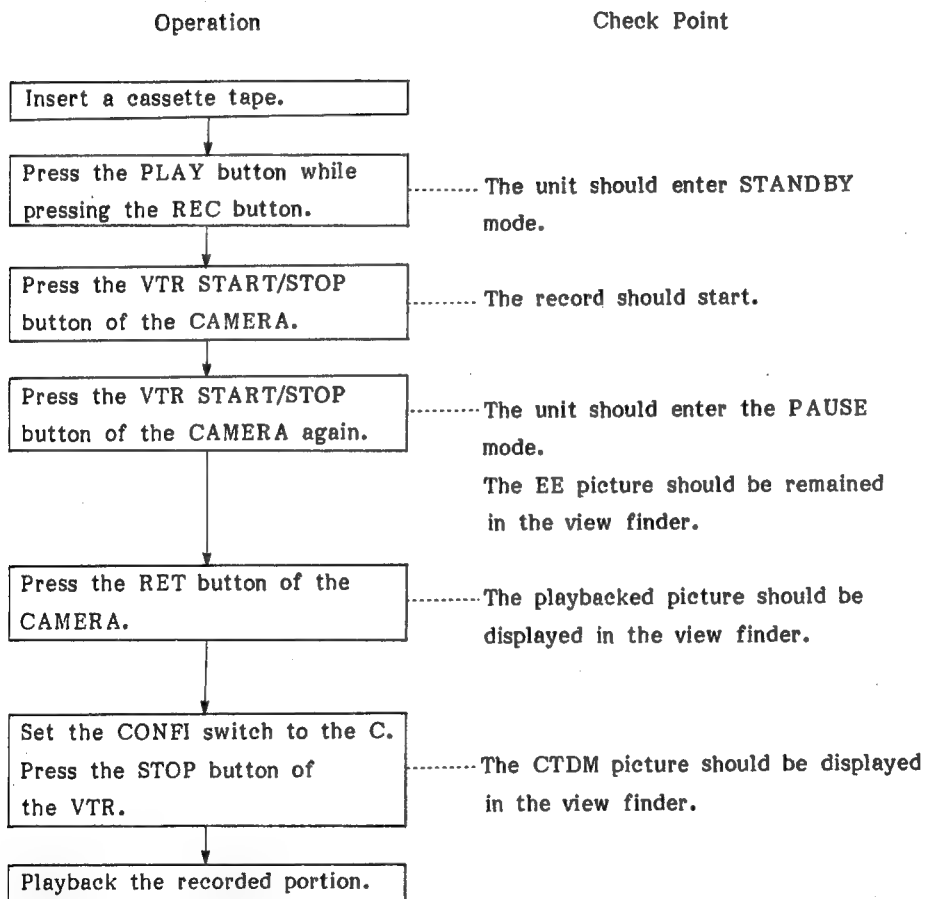 Operation
Check Point
Insert a cassette tape.
Press the PLAY button while
pressing the REC button.
The unit should enter STANDBY
mode.
Press the VTR START/STOP
button of the CAMERA.
The record should start.
Press the VTR START/STOP
button of the CAMERA again.
The unit should enter the PAUSE
mode.
The EE picture should be remained
in the view finder.
Press the RET button of the
CAMERA.
The playbacked picture should be
displayed in the view finder.
Set the CONFI switch to the C.
Press the STOP button of
the VTR.
The CTDM picture should be displayed
in the view finder.
Playback the recorded portion.